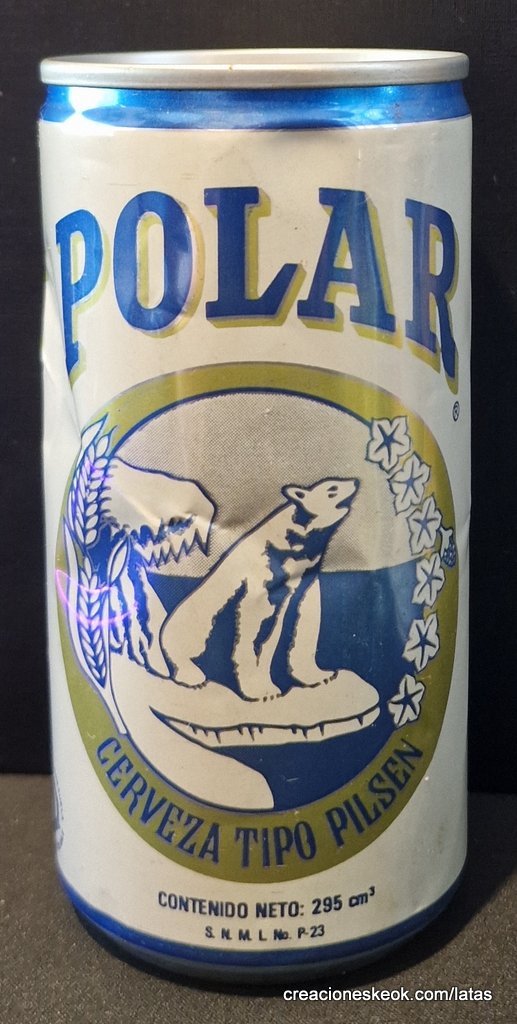 POLAR
®
CERVEZA TIPO PILSEN
CONTENIDO NETO: 295 cm³
S. N. M. L No. P-23
creacioneskeok.com/latas